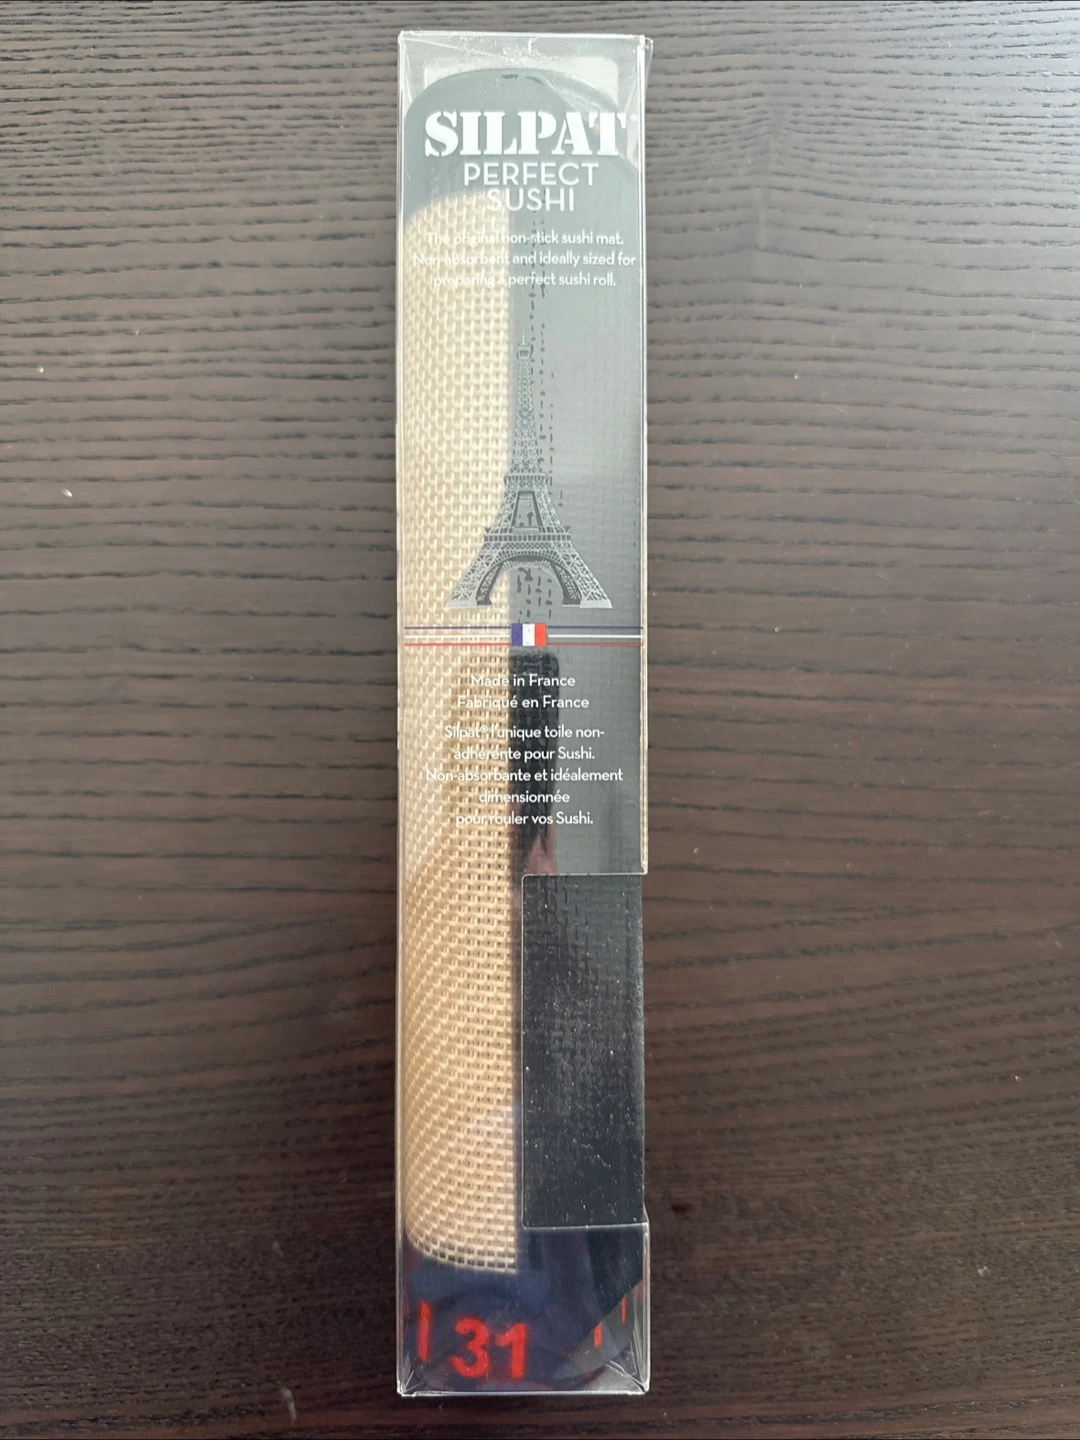 SILPAT
PERFECT
SUSHI
The original non-stick sushi mat.
Non-absorbent and ideally sized for
preparing a perfect sushi roll.
Made in France
Fabriqué en France
Silpat®, l'unique toile non-
adhérente pour Sushi.
Non-absorbante et idéalement
dimensionnée
pour rouler vos Sushi.
31